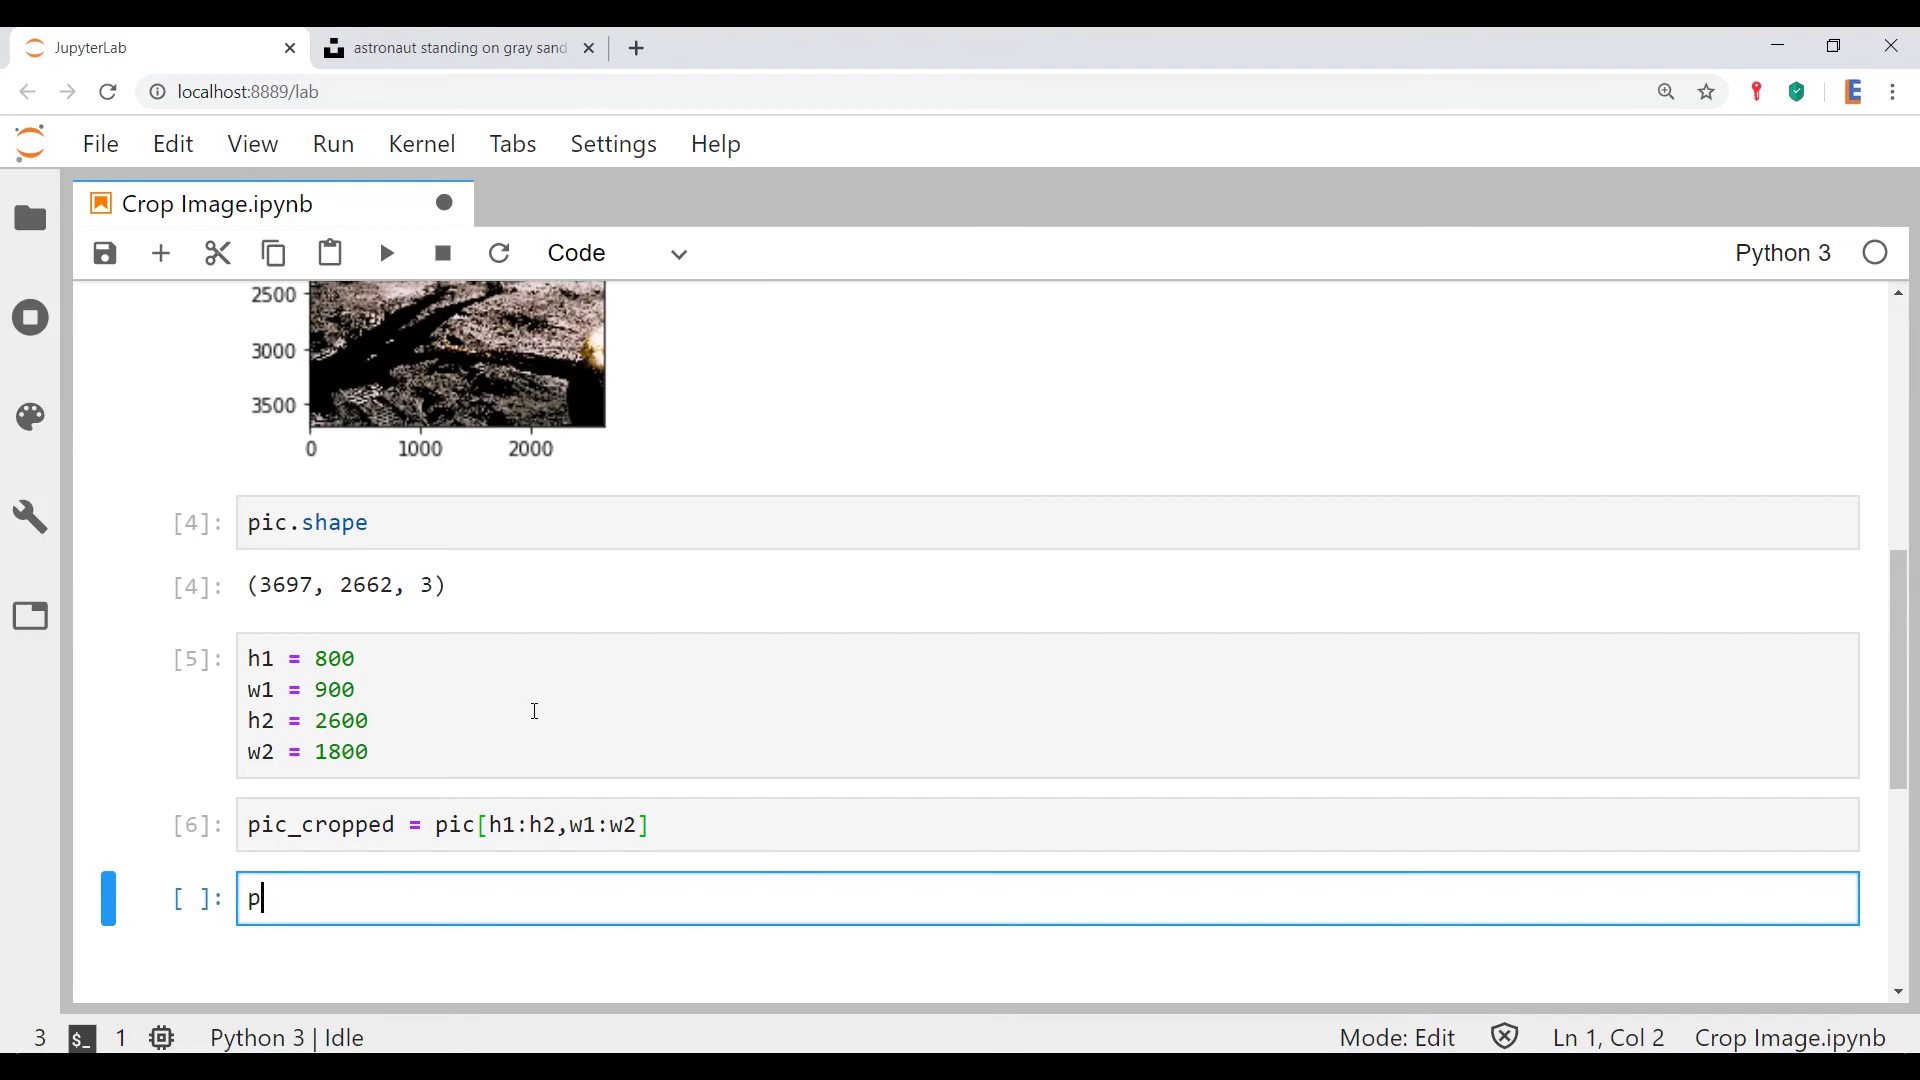 JupyterLab
astronaut standing on gray sand
localhost:8889/lab
File Edit View Run Kernel Tabs Settings Help
Crop Image.ipynb
Code
Python 3
2500
3000
3500
0 1000 2000
[4]: pic.shape
[4]: (3697, 2662, 3)
[5]: h1 = 800
w1 = 900
h2 = 2600
w2 = 1800
[6]: pic_cropped = pic[h1:h2,w1:w2]
[ ]: p
3 $_ 1 Python 3 | Idle Mode: Edit Ln 1, Col 2 Crop Image.ipynb